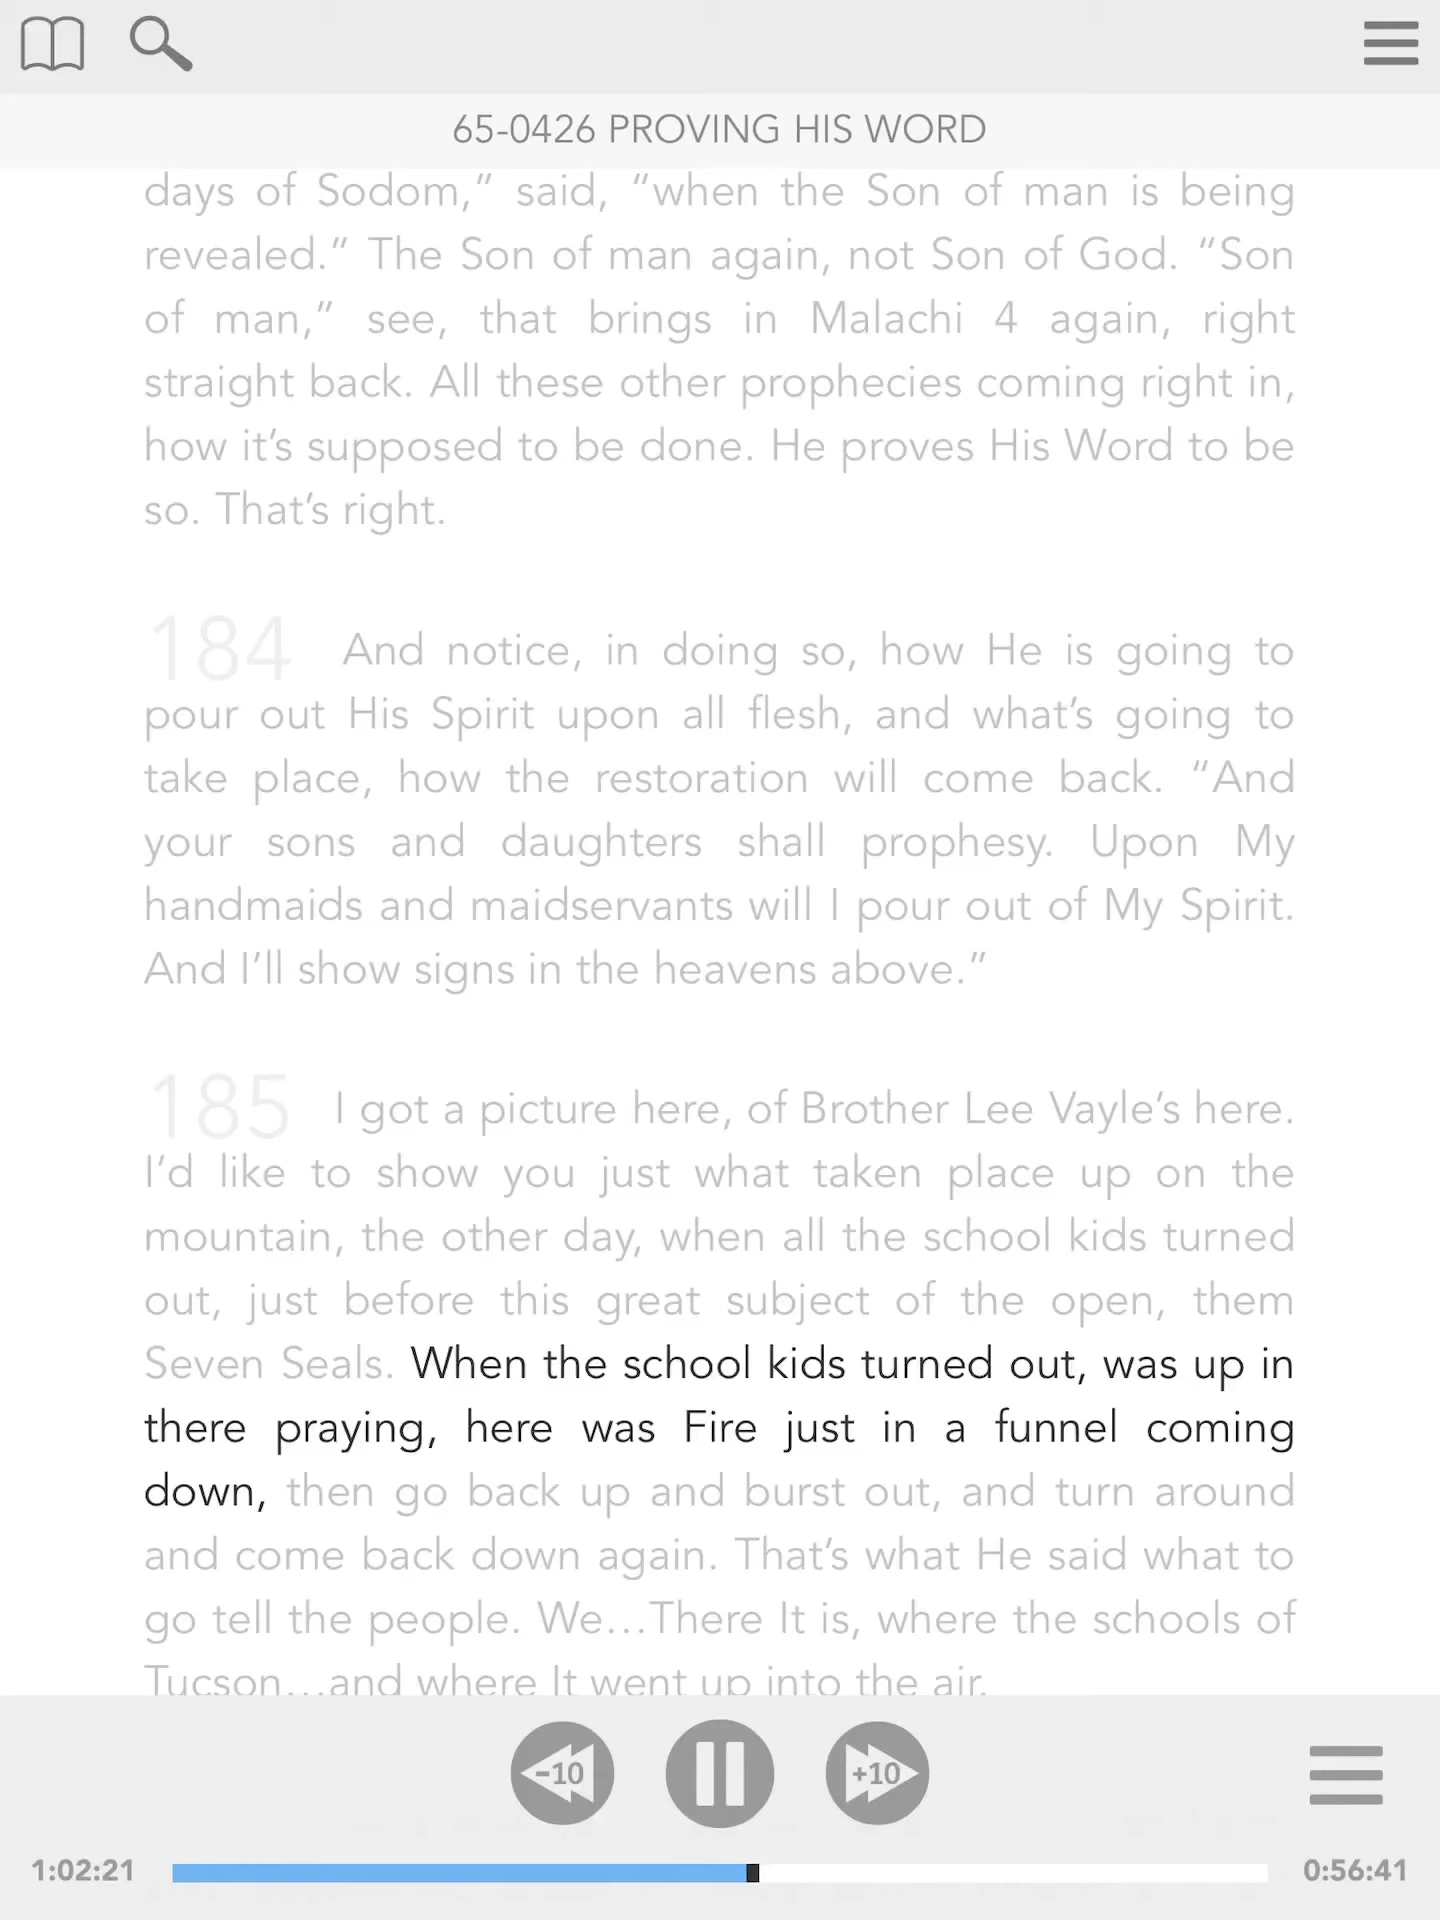 65-0426 PROVING HIS WORD
days of Sodom,” said, “when the Son of man is being
revealed.” The Son of man again, not Son of God. “Son
of man,” see, that brings in Malachi 4 again, right
straight back. All these other prophecies coming right in,
how it’s supposed to be done. He proves His Word to be
so. That’s right.
184 And notice, in doing so, how He is going to
pour out His Spirit upon all flesh, and what’s going to
take place, how the restoration will come back. “And
your sons and daughters shall prophesy. Upon My
handmaids and maidservants will I pour out of My Spirit.
And I’ll show signs in the heavens above.”
185 I got a picture here, of Brother Lee Vayle’s here.
I’d like to show you just what taken place up on the
mountain, the other day, when all the school kids turned
out, just before this great subject of the open, them
Seven Seals. When the school kids turned out, was up in
there praying, here was Fire just in a funnel coming
down, then go back up and burst out, and turn around
and come back down again. That’s what He said what to
go tell the people. We…There It is, where the schools of
Tucson…and where It went up into the air.
-10
+10
1:02:21
0:56:41